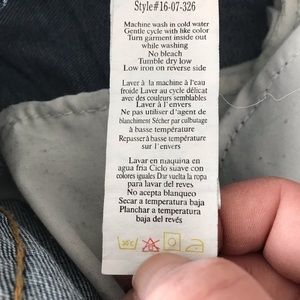 Style#16-07-326
Machine wash in cold water
Gentle cycle with like color
Turn garment inside out
while washing
No bleach
Tumble dry low
Low iron on reverse side
Laver à la machine à l'eau
froide Laver au cycle délicat
avec des couleurs semblables
Laver à l'envers
Ne pas utiliser d'agent de
blanchiment Sécher par culbutage
à basse température
Repasser à basse température
à l'envers
Lavar en maquina en
agua fria Ciclo suave con
colores iguales Dar vuelta la ropa
para lavar del reves
No acepta blanqueo
Secar a temperatura baja
Planchar a temperatura
baja del revés
30°C